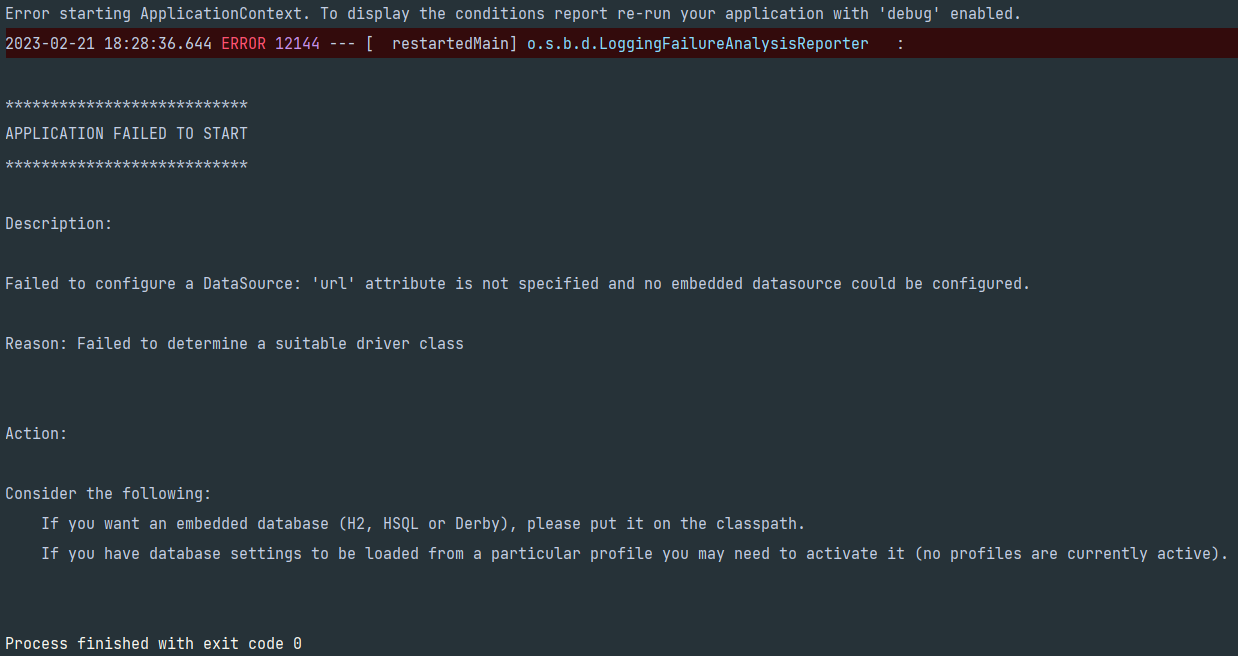 Error starting ApplicationContext. To display the conditions report re-run your application with 'debug' enabled.
2023-02-21 18:28:36.644 ERROR 12144 --- [  restartedMain] o.s.b.d.LoggingFailureAnalysisReporter   :
***************************
APPLICATION FAILED TO START
***************************
Description:
Failed to configure a DataSource: 'url' attribute is not specified and no embedded datasource could be configured.
Reason: Failed to determine a suitable driver class
Action:
Consider the following:
    If you want an embedded database (H2, HSQL or Derby), please put it on the classpath.
    If you have database settings to be loaded from a particular profile you may need to activate it (no profiles are currently active).
Process finished with exit code 0